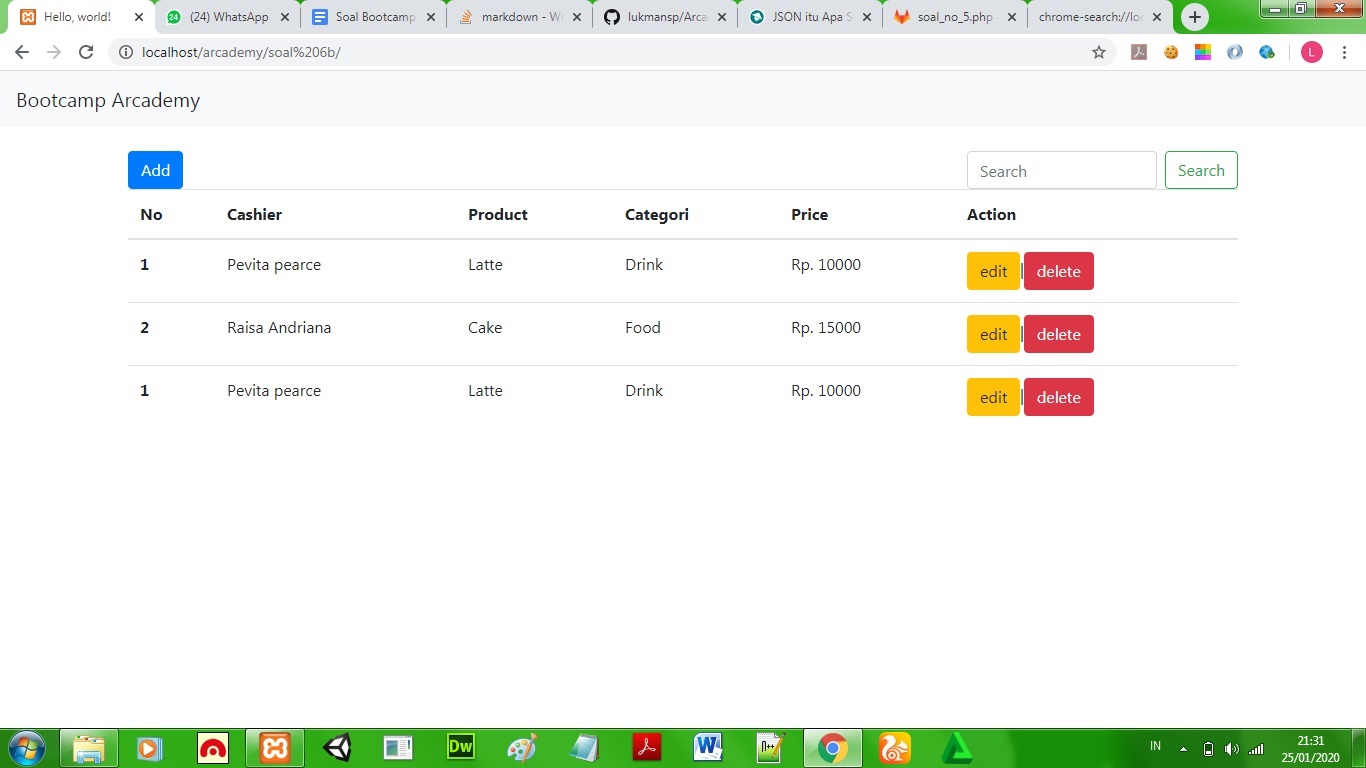 Hello, world! (24) WhatsApp Soal Bootcamp markdown - Wh lukmansp/Arca JSON itu Apa S soal_no_5.php - chrome-search://loc
localhost/arcademy/soal%206b/ L
Bootcamp Arcademy
Add Search Search
No Cashier Product Categori Price Action
1 Pevita pearce Latte Drink Rp. 10000 edit | delete
2 Raisa Andriana Cake Food Rp. 15000 edit | delete
1 Pevita pearce Latte Drink Rp. 10000 edit | delete
Dw IN 21:31
25/01/2020